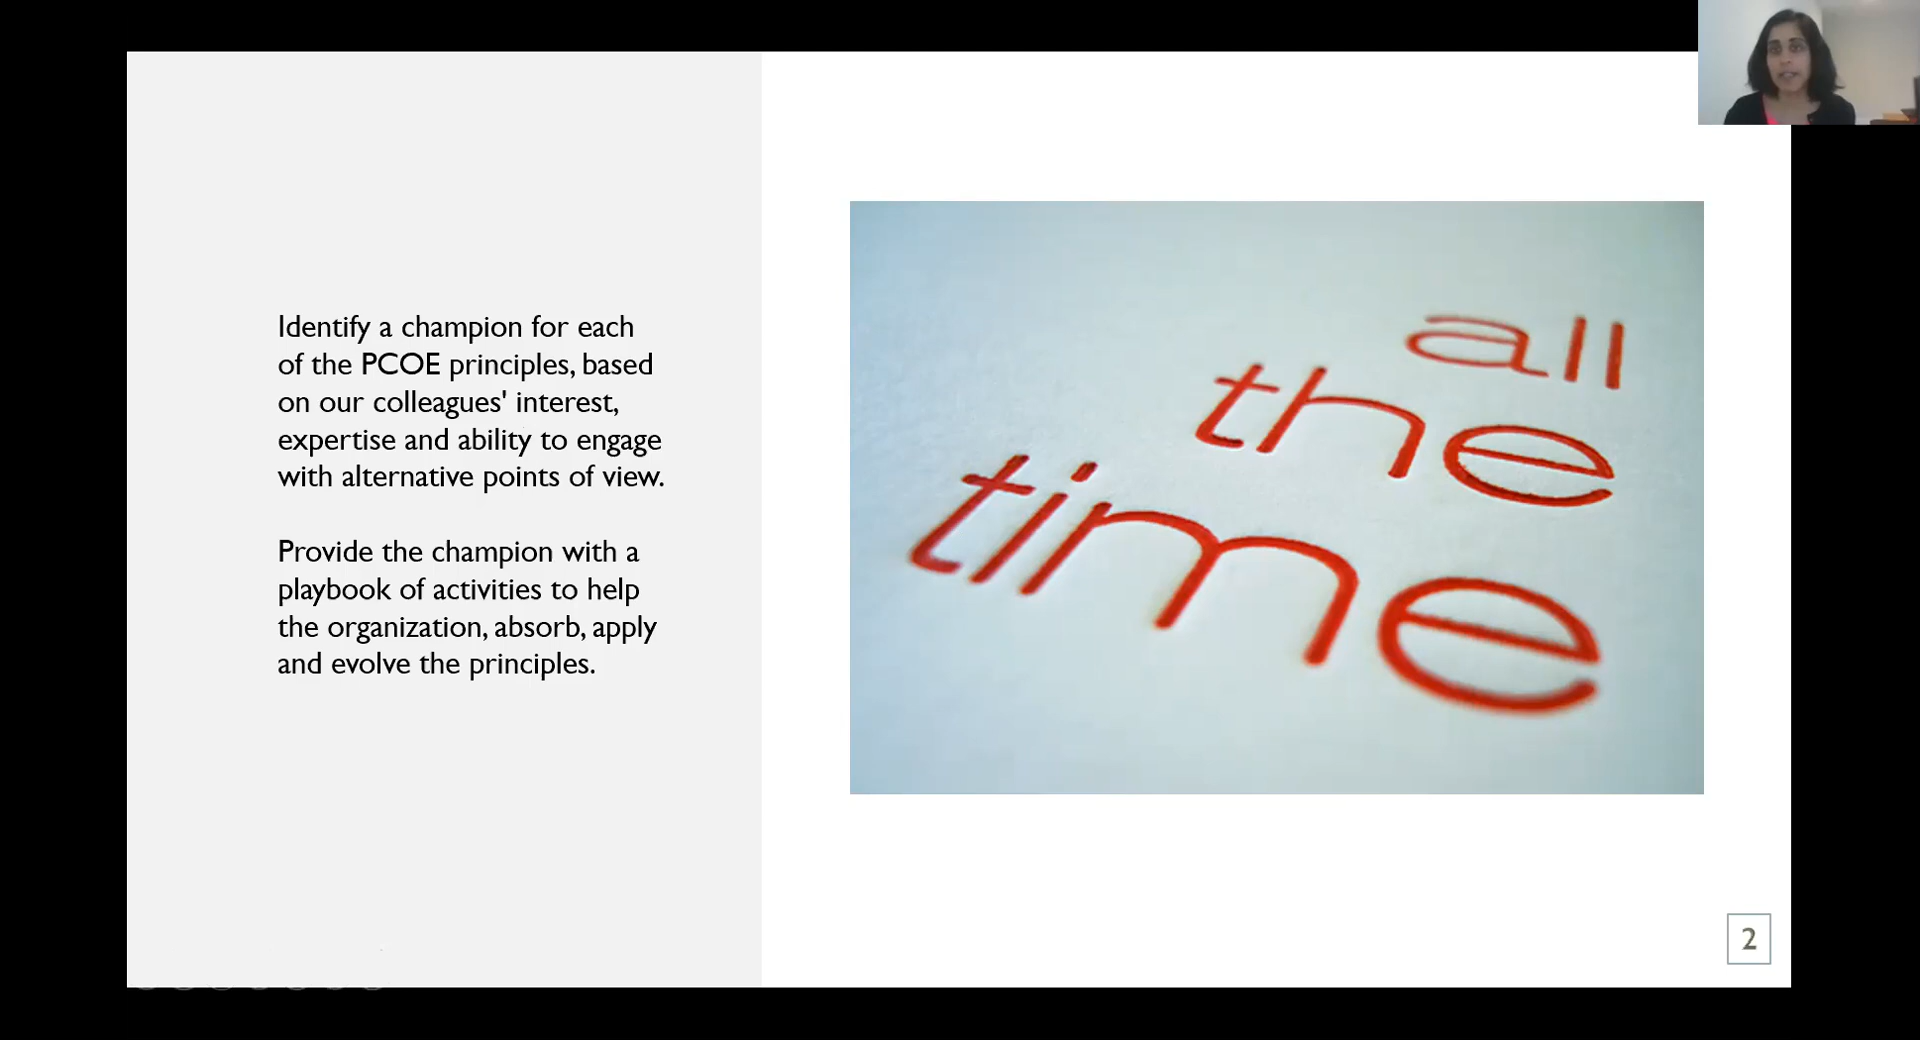 Identify a champion for each
of the PCOE principles, based
on our colleagues' interest,
expertise and ability to engage
with alternative points of view.
Provide the champion with a
playbook of activities to help
the organization, absorb, apply
and evolve the principles.
all
the
time
2